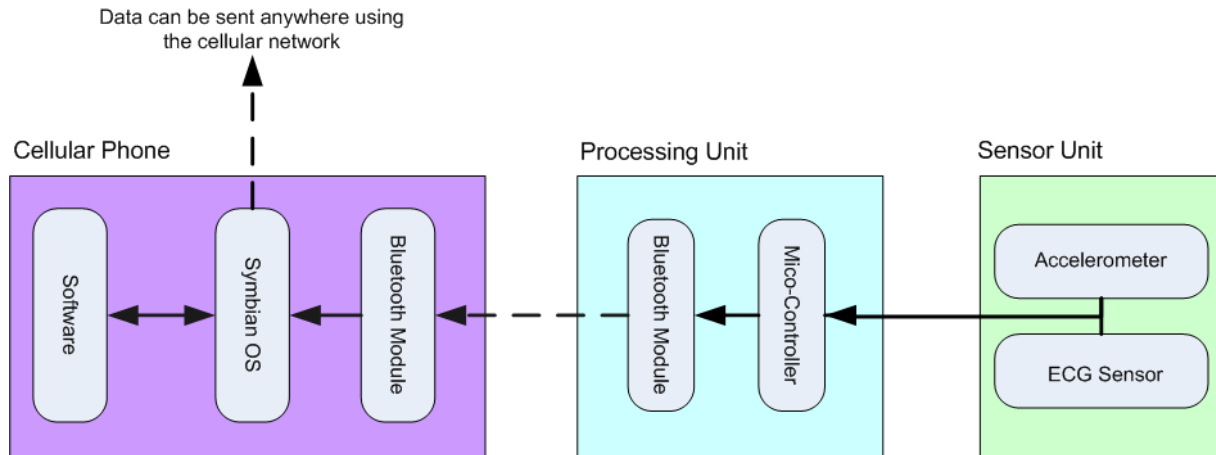 Data can be sent anywhere using
the cellular network
Cellular Phone
Processing Unit
Sensor Unit
Software
Symbian OS
Bluetooth Module
Bluetooth Module
Mico-Controller
Accelerometer
ECG Sensor